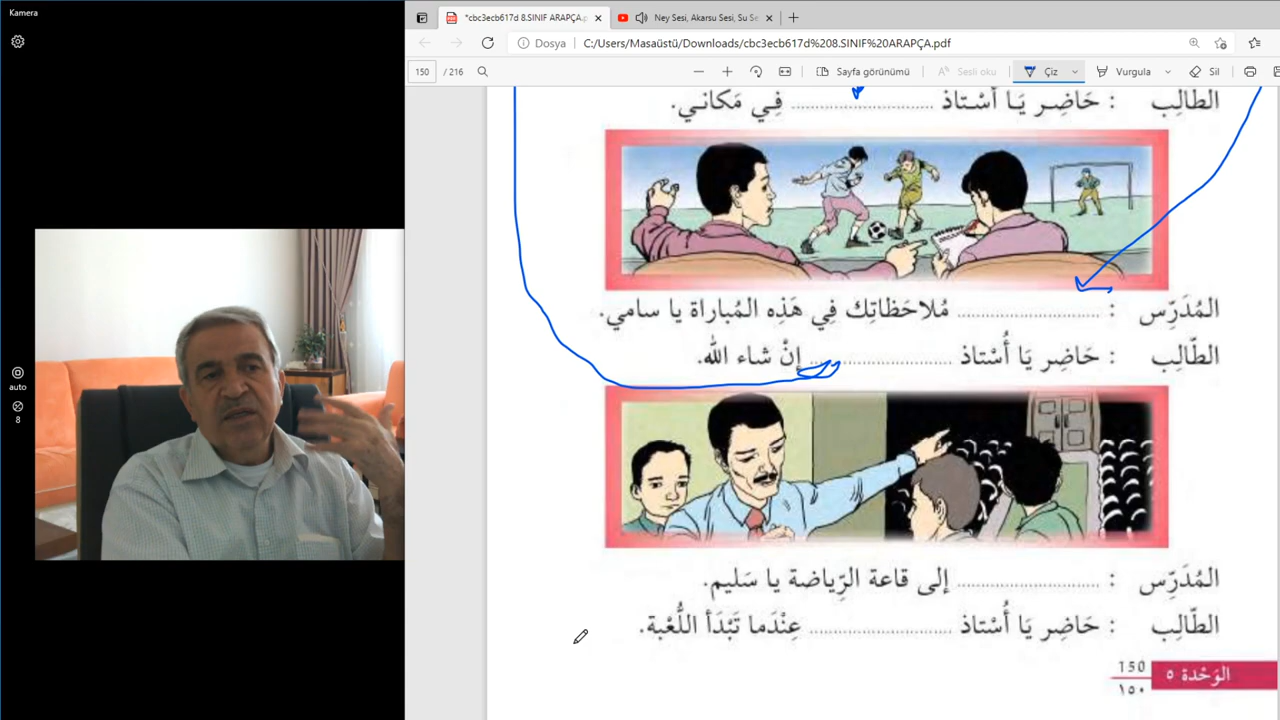 Kamera
*cbc3ecb617d 8.SINIF ARAPÇA.p
Ney Sesi, Akarsu Sesi, Su Se
Dosya
C:/Users/Masaüstü/Downloads/cbc3ecb617d%208.SINIF%20ARAPÇA.pdf
150 / 216
Sayfa görünümü
Sesli oku
Çiz
Vurgula
Sil
الطّالِب : حَاضِر يَا أُسْتاذ .............................. فِي مَكاني.
المُدَرِّس : .............................. مُلاحَظاتِك فِي هَذِه المُباراة يا سامي.
الطّالِب : حَاضِر يَا أُسْتاذ .............................. إنْ شاء الله.
المُدَرِّس : .............................. إلى قاعة الرِّياضة يا سَليم.
الطّالِب : حَاضِر يَا أُسْتاذ .............................. عِنْدَما تَبْدَأ اللُّعْبة.
auto
8
150
١٥٠
الوَحْدة ٥